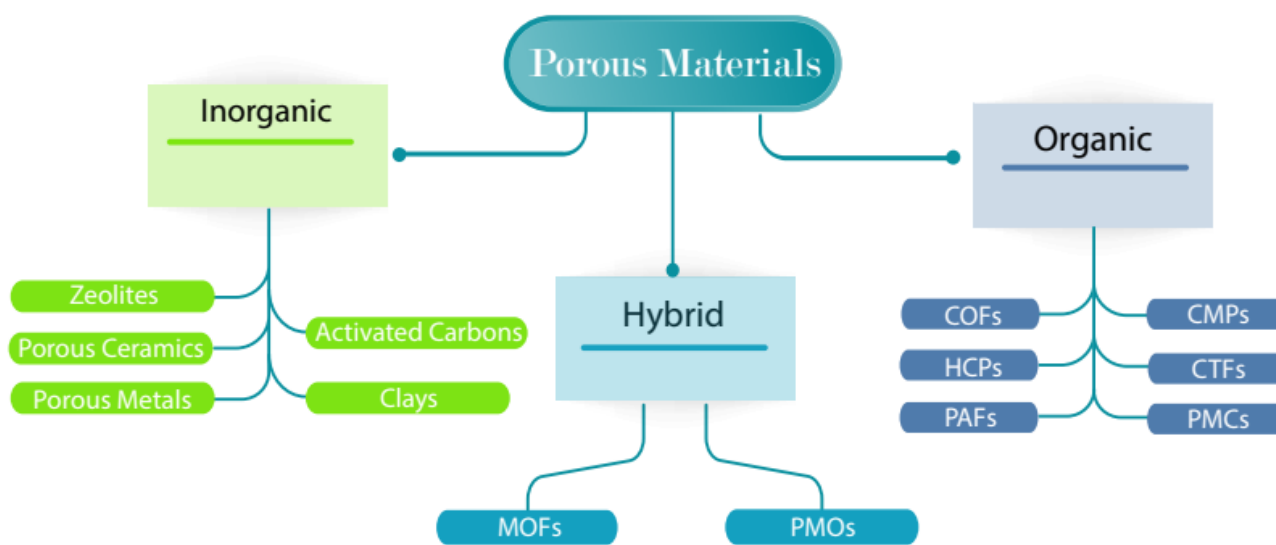 Porous Materials
Inorganic
Organic
Hybrid
Zeolites
Activated Carbons
Porous Ceramics
Porous Metals
Clays
COFs
CMPs
HCPs
CTFs
PAFs
PMCs
MOFs
PMOs